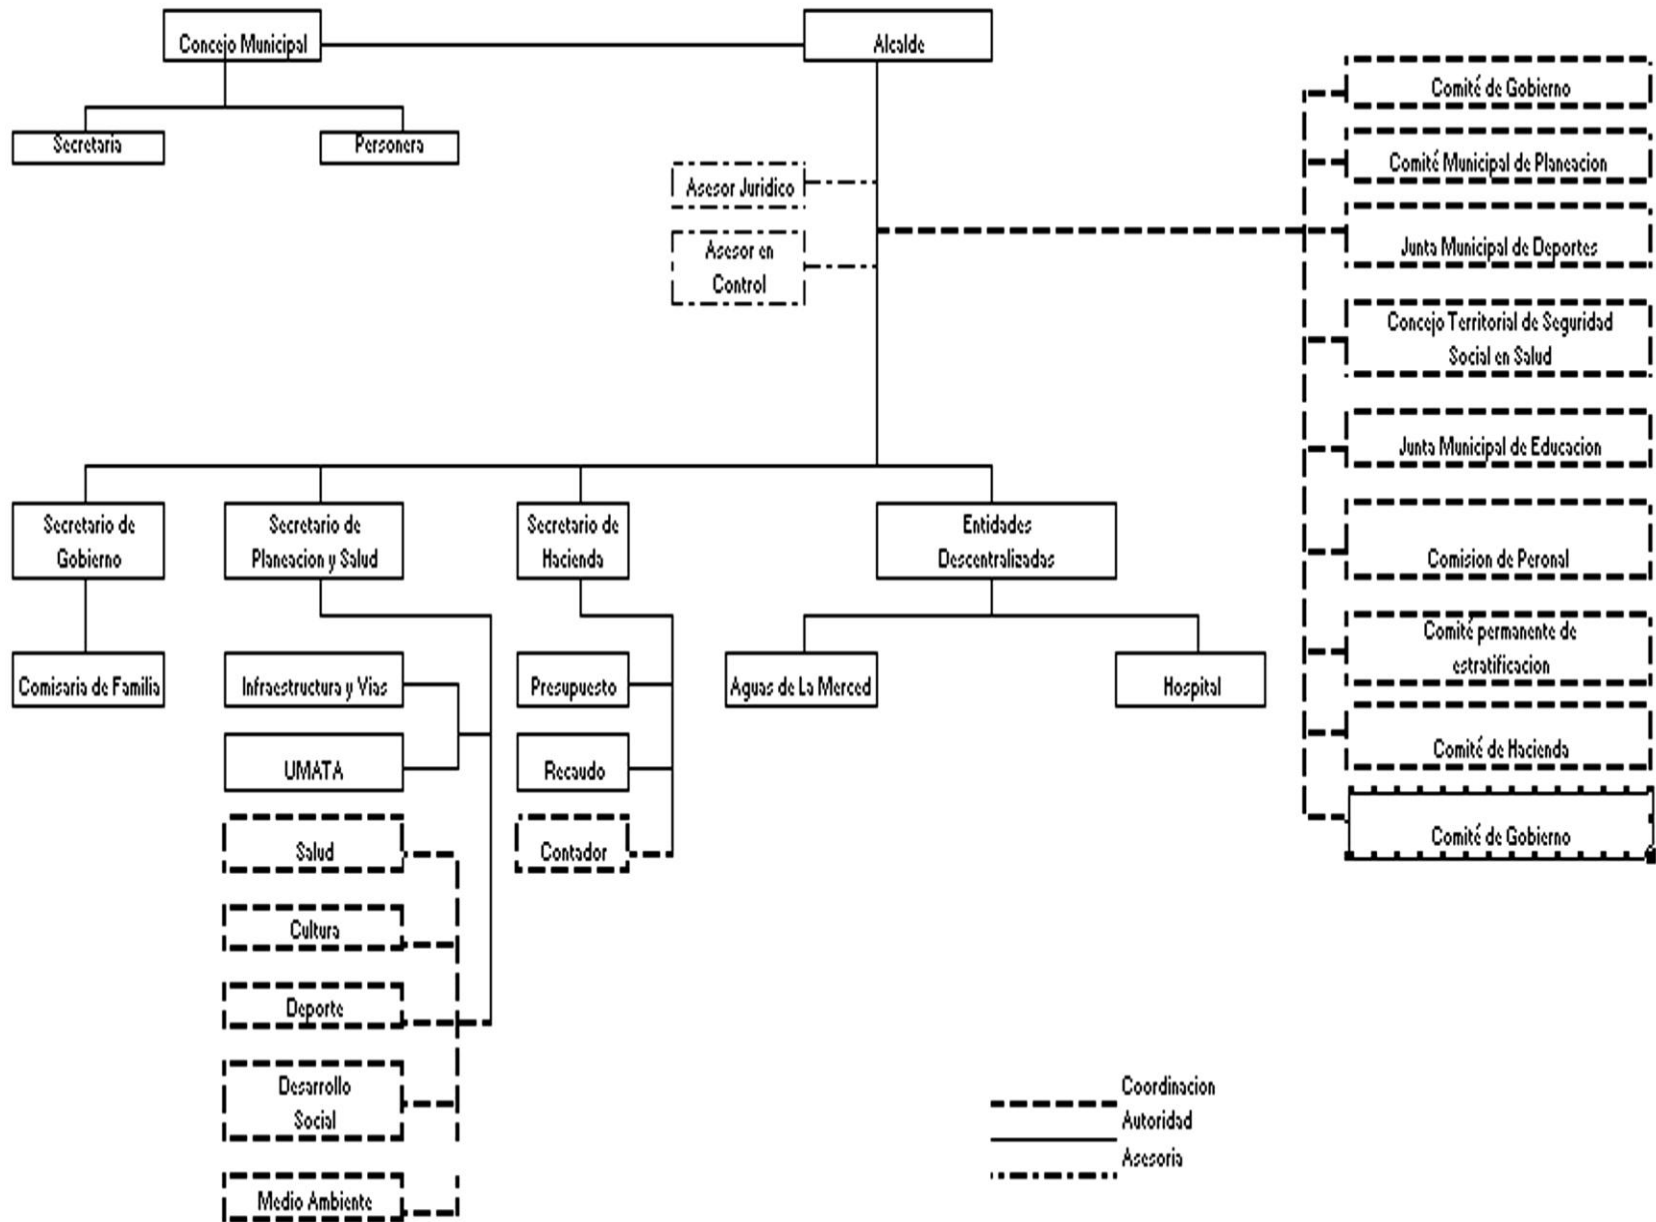 Concejo Municipal
Alcalde
Secretaria
Personera
Asesor Juridico
Asesor en
Control
Comité de Gobierno
Comité Municipal de Planeacion
Junta Municipal de Deportes
Concejo Territorial de Seguridad
Social en Salud
Junta Municipal de Educacion
Comision de Peronal
Comité permanente de
estratificacion
Comité de Hacienda
Comité de Gobierno
Secretario de
Gobierno
Secretario de
Planeacion y Salud
Secretario de
Hacienda
Entidades
Descentralizadas
Comisaria de Familia
Infraestructura y Vias
UMATA
Salud
Cultura
Deporte
Desarrollo
Social
Medio Ambiente
Presupuesto
Recaudo
Contador
Aguas de La Merced
Hospital
Coordinacion
Autoridad
Asesoria